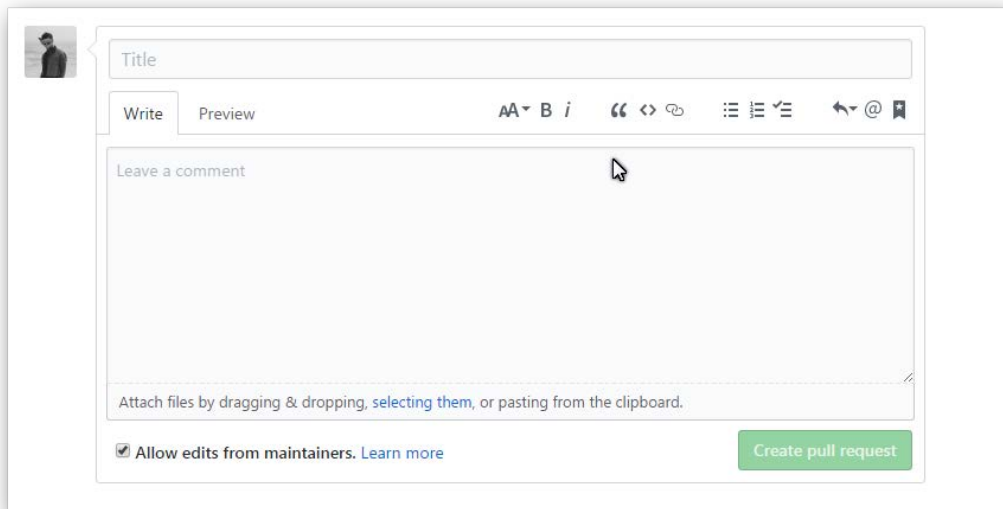 Title
Write Preview AA B i @
Leave a comment
Attach files by dragging & dropping, selecting them, or pasting from the clipboard.
Allow edits from maintainers. Learn more Create pull request